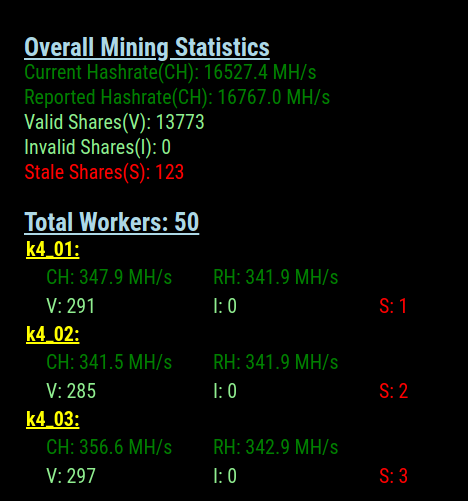 Overall Mining Statistics
Current Hashrate(CH): 16527.4 MH/s
Reported Hashrate(CH): 16767.0 MH/s
Valid Shares(V): 13773
Invalid Shares(I): 0
Stale Shares(S): 123
Total Workers: 50
k4_01:
CH: 347.9 MH/s RH: 341.9 MH/s
V: 291 I: 0 S: 1
k4_02:
CH: 341.5 MH/s RH: 341.9 MH/s
V: 285 I: 0 S: 2
k4_03:
CH: 356.6 MH/s RH: 342.9 MH/s
V: 297 I: 0 S: 3